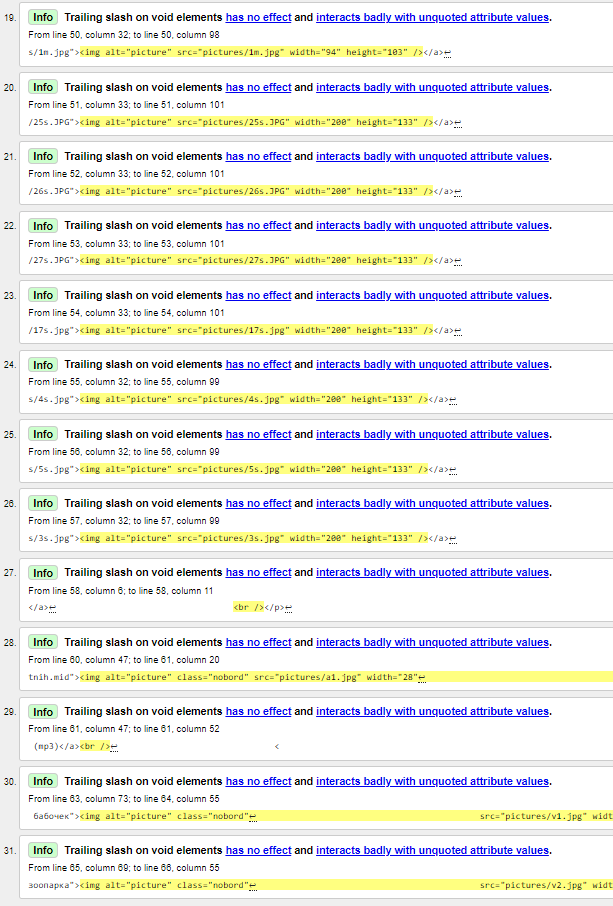 19. Info Trailing slash on void elements has no effect and interacts badly with unquoted attribute values.
From line 50, column 32; to line 50, column 98
s/1m.jpg"><img alt="picture" src="pictures/1m.jpg" width="94" height="103" /></a>↩
20. Info Trailing slash on void elements has no effect and interacts badly with unquoted attribute values.
From line 51, column 33; to line 51, column 101
/25s.JPG"><img alt="picture" src="pictures/25s.JPG" width="200" height="133" /></a>↩
21. Info Trailing slash on void elements has no effect and interacts badly with unquoted attribute values.
From line 52, column 33; to line 52, column 101
/26s.JPG"><img alt="picture" src="pictures/26s.JPG" width="200" height="133" /></a>↩
22. Info Trailing slash on void elements has no effect and interacts badly with unquoted attribute values.
From line 53, column 33; to line 53, column 101
/27s.JPG"><img alt="picture" src="pictures/27s.JPG" width="200" height="133" /></a>↩
23. Info Trailing slash on void elements has no effect and interacts badly with unquoted attribute values.
From line 54, column 33; to line 54, column 101
/17s.jpg"><img alt="picture" src="pictures/17s.jpg" width="200" height="133" /></a>↩
24. Info Trailing slash on void elements has no effect and interacts badly with unquoted attribute values.
From line 55, column 32; to line 55, column 99
s/4s.jpg"><img alt="picture" src="pictures/4s.jpg" width="200" height="133" /></a>↩
25. Info Trailing slash on void elements has no effect and interacts badly with unquoted attribute values.
From line 56, column 32; to line 56, column 99
s/5s.jpg"><img alt="picture" src="pictures/5s.jpg" width="200" height="133" /></a>↩
26. Info Trailing slash on void elements has no effect and interacts badly with unquoted attribute values.
From line 57, column 32; to line 57, column 99
s/3s.jpg"><img alt="picture" src="pictures/3s.jpg" width="200" height="133" /></a>↩
27. Info Trailing slash on void elements has no effect and interacts badly with unquoted attribute values.
From line 58, column 6; to line 58, column 11
</a>↩ <br /></p>↩
28. Info Trailing slash on void elements has no effect and interacts badly with unquoted attribute values.
From line 60, column 47; to line 61, column 20
tnih.mid"><img alt="picture" class="nobord" src="pictures/a1.jpg" width="28"↩
29. Info Trailing slash on void elements has no effect and interacts badly with unquoted attribute values.
From line 61, column 47; to line 61, column 52
(mp3)</a><br />↩ <
30. Info Trailing slash on void elements has no effect and interacts badly with unquoted attribute values.
From line 63, column 73; to line 64, column 55
бабочек"><img alt="picture" class="nobord"↩ src="pictures/v1.jpg" widt
31. Info Trailing slash on void elements has no effect and interacts badly with unquoted attribute values.
From line 65, column 69; to line 66, column 55
зоопарка"><img alt="picture" class="nobord"↩ src="pictures/v2.jpg" widt